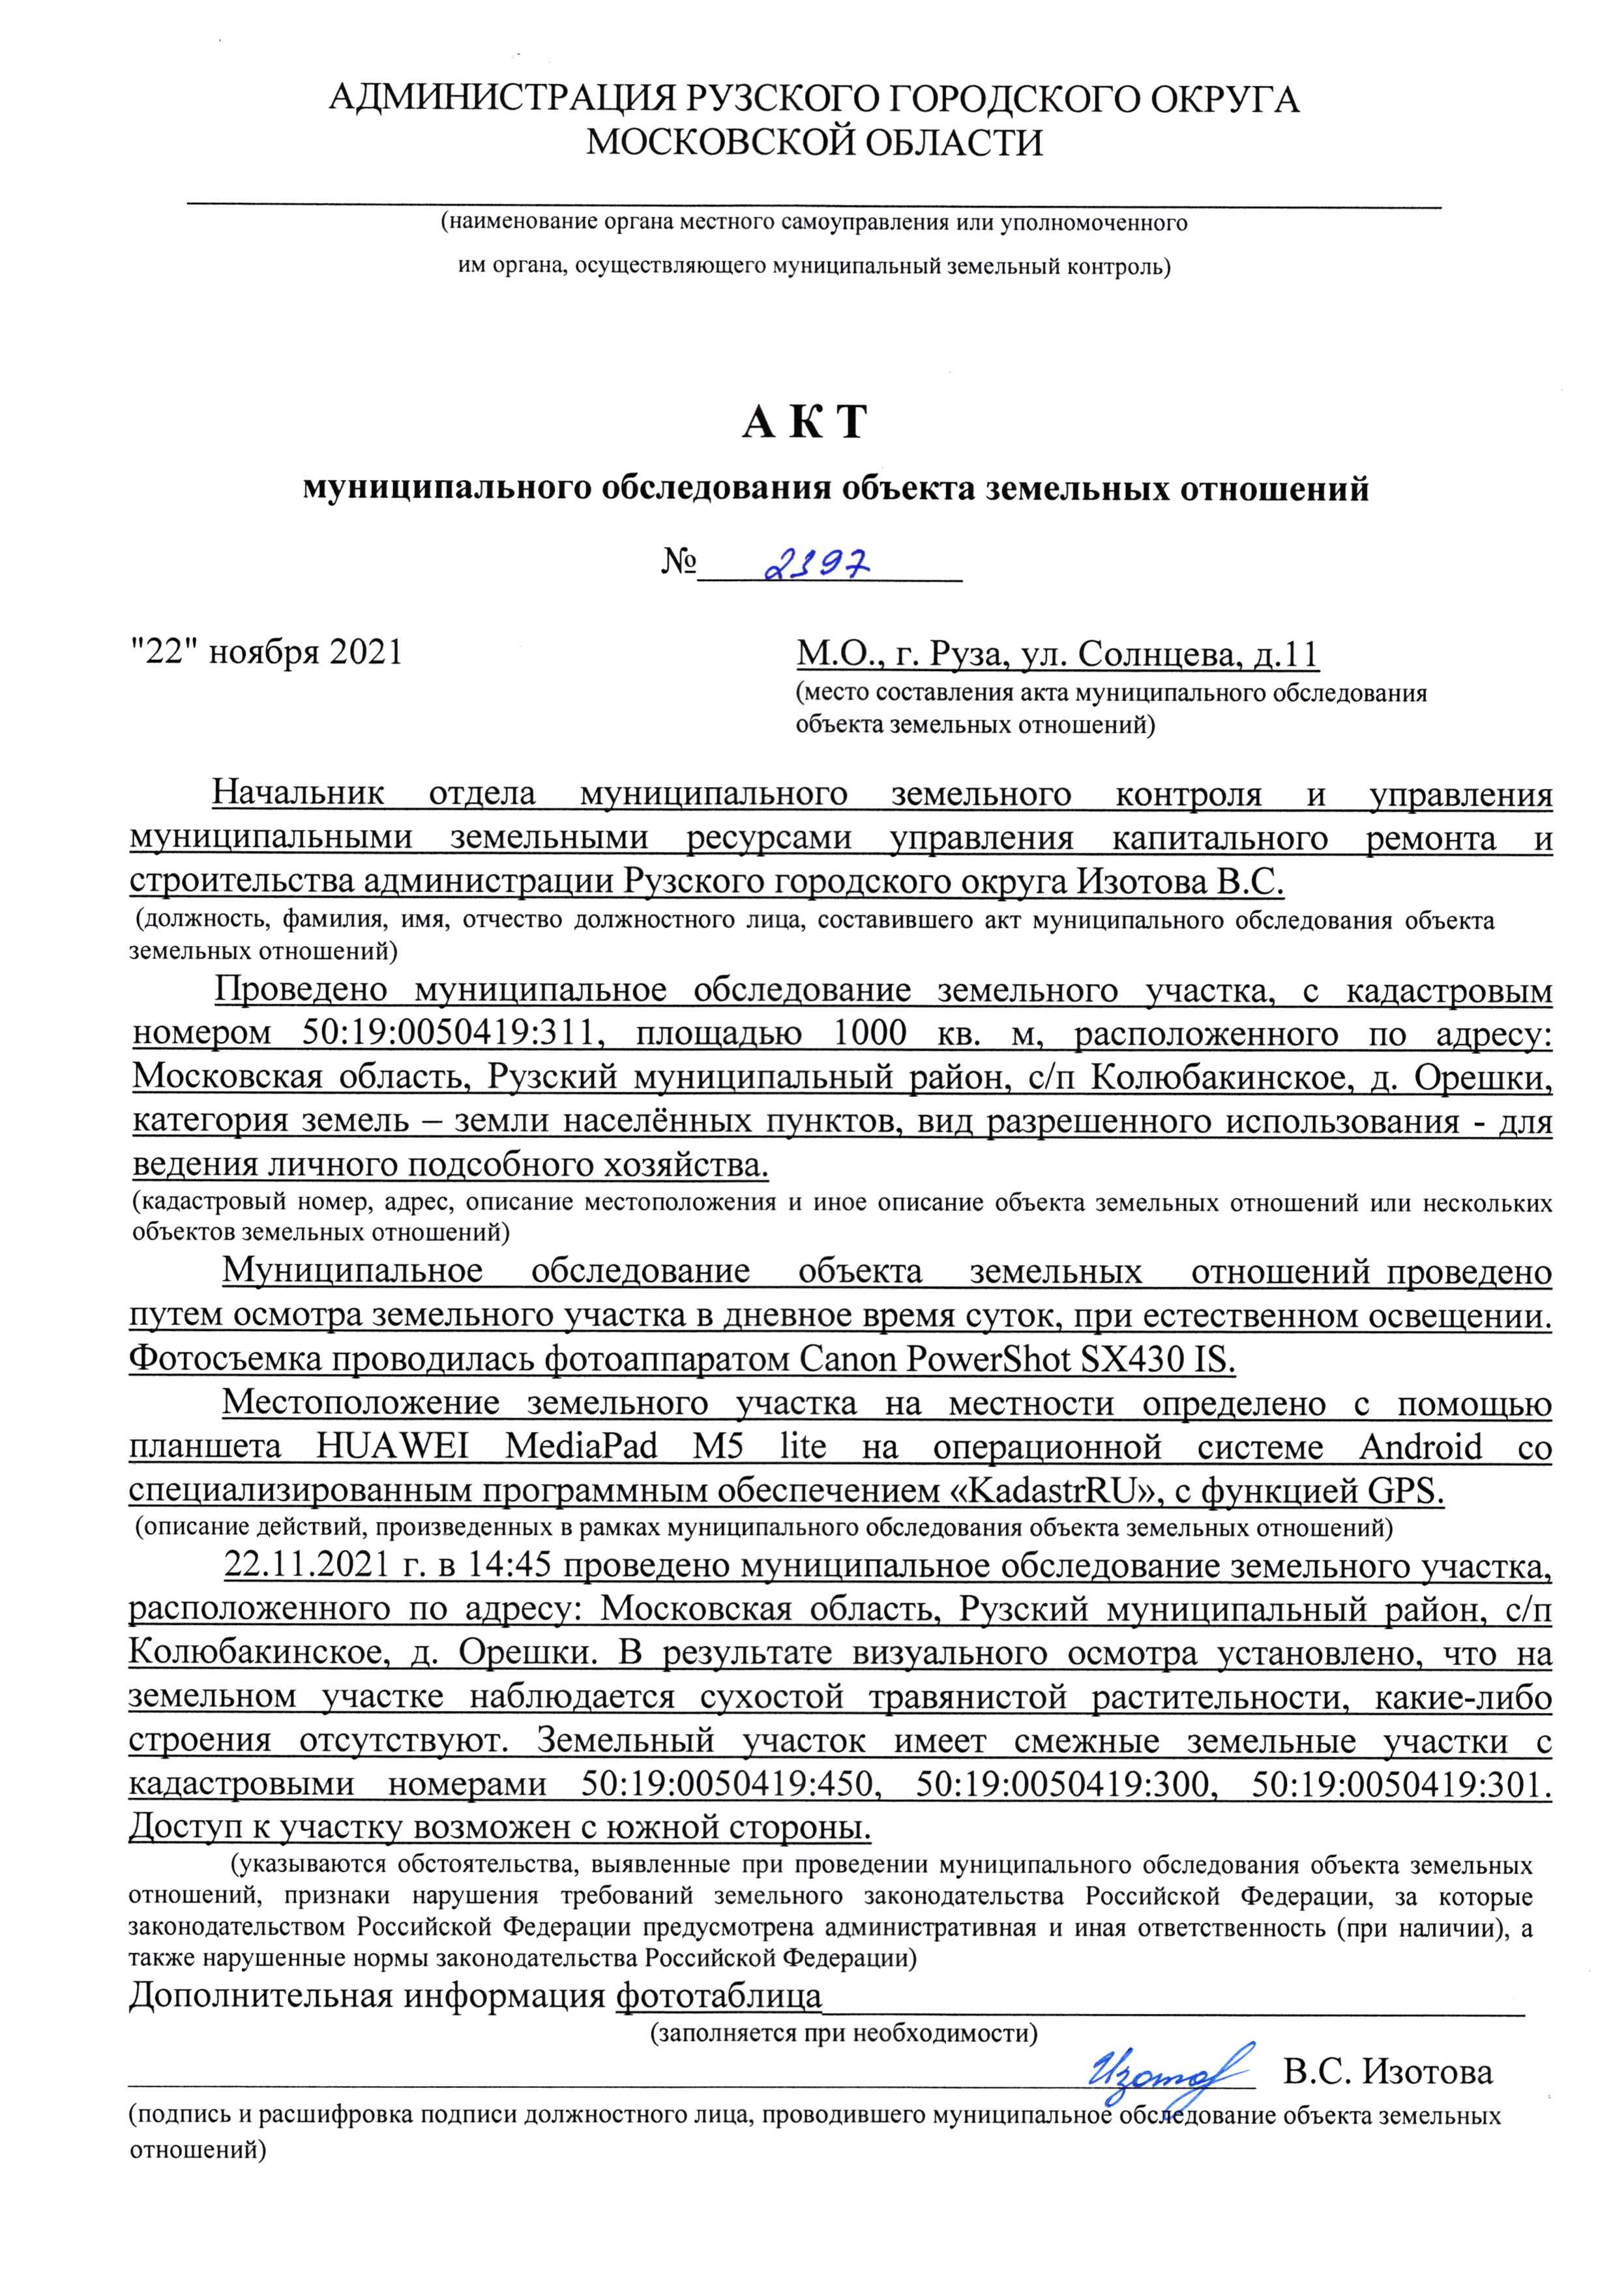 АДМИНИСТРАЦИЯ РУЗСКОГО ГОРОДСКОГО ОКРУГА
МОСКОВСКОЙ ОБЛАСТИ
(наименование органа местного самоуправления или уполномоченного
им органа, осуществляющего муниципальный земельный контроль)
А К Т
муниципального обследования объекта земельных отношений
№ 2397
"22" ноября 2021
М.О., г. Руза, ул. Солнцева, д.11
(место составления акта муниципального обследования
объекта земельных отношений)
Начальник отдела муниципального земельного контроля и управления
муниципальными земельными ресурсами управления капитального ремонта и
строительства администрации Рузского городского округа Изотова В.С.
(должность, фамилия, имя, отчество должностного лица, составившего акт муниципального обследования объекта
земельных отношений)
Проведено муниципальное обследование земельного участка, с кадастровым
номером 50:19:0050419:311, площадью 1000 кв. м, расположенного по адресу:
Московская область, Рузский муниципальный район, с/п Колюбакинское, д. Орешки,
категория земель – земли населённых пунктов, вид разрешенного использования - для
ведения личного подсобного хозяйства.
(кадастровый номер, адрес, описание местоположения и иное описание объекта земельных отношений или нескольких
объектов земельных отношений)
Муниципальное обследование объекта земельных отношений проведено
путем осмотра земельного участка в дневное время суток, при естественном освещении.
Фотосъемка проводилась фотоаппаратом Canon PowerShot SX430 IS.
Местоположение земельного участка на местности определено с помощью
планшета HUAWEI MediaPad M5 lite на операционной системе Android со
специализированным программным обеспечением «KadastrRU», с функцией GPS.
(описание действий, произведенных в рамках муниципального обследования объекта земельных отношений)
22.11.2021 г. в 14:45 проведено муниципальное обследование земельного участка,
расположенного по адресу: Московская область, Рузский муниципальный район, с/п
Колюбакинское, д. Орешки. В результате визуального осмотра установлено, что на
земельном участке наблюдается сухостой травянистой растительности, какие-либо
строения отсутствуют. Земельный участок имеет смежные земельные участки с
кадастровыми номерами 50:19:0050419:450, 50:19:0050419:300, 50:19:0050419:301.
Доступ к участку возможен с южной стороны.
(указываются обстоятельства, выявленные при проведении муниципального обследования объекта земельных
отношений, признаки нарушения требований земельного законодательства Российской Федерации, за которые
законодательством Российской Федерации предусмотрена административная и иная ответственность (при наличии), а
также нарушенные нормы законодательства Российской Федерации)
Дополнительная информация фототаблица
(заполняется при необходимости)
Изотов В.С. Изотова
(подпись и расшифровка подписи должностного лица, проводившего муниципальное обследование объекта земельных
отношений)